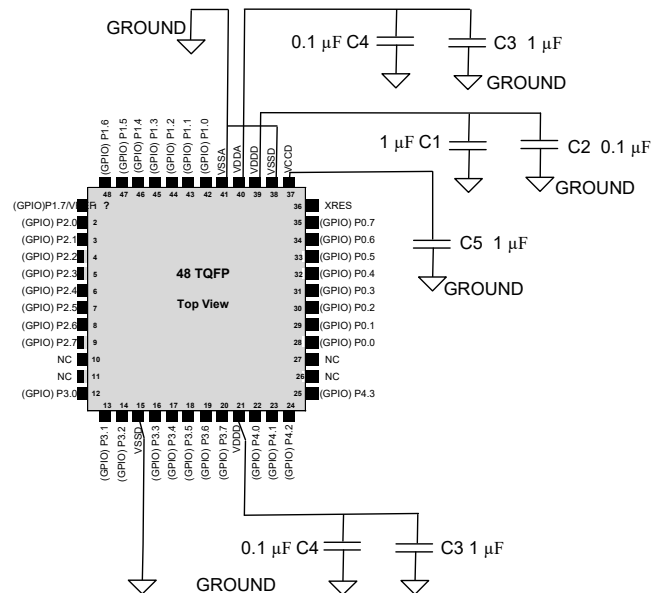 GROUND
0.1 µF C4
C3 1 µF
GROUND
1 µF C1
C2 0.1 µF
GROUND
C5 1 µF
GROUND
(GPIO) P1.6
(GPIO) P1.5
(GPIO) P1.4
(GPIO) P1.3
(GPIO) P1.2
(GPIO) P1.1
(GPIO) P1.0
VSSA
VDDA
VDDD
VSSD
VCCD
48 47 46 45 44 43 42 41 40 39 38 37
(GPIO)P1.7/
1 ?
(GPIO) P2.0 2
(GPIO) P2.1 3
(GPIO) P2.2 4
(GPIO) P2.3 5
(GPIO) P2.4 6
(GPIO) P2.5 7
(GPIO) P2.6 8
(GPIO) P2.7 9
NC 10
NC 11
(GPIO) P3.0 12
48 TQFP
Top View
36 XRES
35 (GPIO) P0.7
34 (GPIO) P0.6
33 (GPIO) P0.5
32 (GPIO) P0.4
31 (GPIO) P0.3
30 (GPIO) P0.2
29 (GPIO) P0.1
28 (GPIO) P0.0
27 NC
26 NC
25 (GPIO) P4.3
13 14 15 16 17 18 19 20 21 22 23 24
(GPIO) P3.1
(GPIO) P3.2
VSSD
(GPIO) P3.3
(GPIO) P3.4
(GPIO) P3.5
(GPIO) P3.6
(GPIO) P3.7
VDDD
(GPIO) P4.0
(GPIO) P4.1
(GPIO) P4.2
0.1 µF C4
C3 1 µF
GROUND